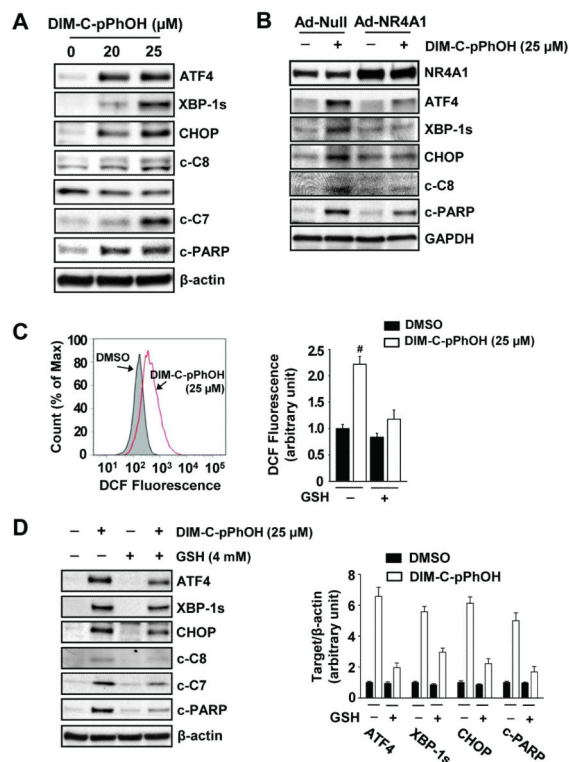 A
DIM-C-pPhOH (µM)
0 20 25
ATF4
XBP-1s
CHOP
c-C8
c-C7
c-PARP
β-actin
B
Ad-Null Ad-NR4A1
– + – + DIM-C-pPhOH (25 µM)
NR4A1
ATF4
XBP-1s
CHOP
c-C8
c-PARP
GAPDH
C
Count (% of Max)
100
80
60
40
20
0
DMSO
DIM-C-pPhOH
(25 µM)
10¹ 10² 10³ 10⁴ 10⁵
DCF Fluorescence
DMSO
DIM-C-pPhOH (25 µM)
DCF Fluorescence
(arbitrary unit)
2.5
2.0
1.5
1.0
0
#
GSH – +
D
– + – + DIM-C-pPhOH (25 µM)
– – + + GSH (4 mM)
ATF4
XBP-1s
CHOP
c-C8
c-C7
c-PARP
β-actin
DMSO
DIM-C-pPhOH
Target/β-actin
(arbitrary unit)
8
6
4
2
0
GSH – + – + – + – +
ATF4 XBP-1s CHOP c-PARP